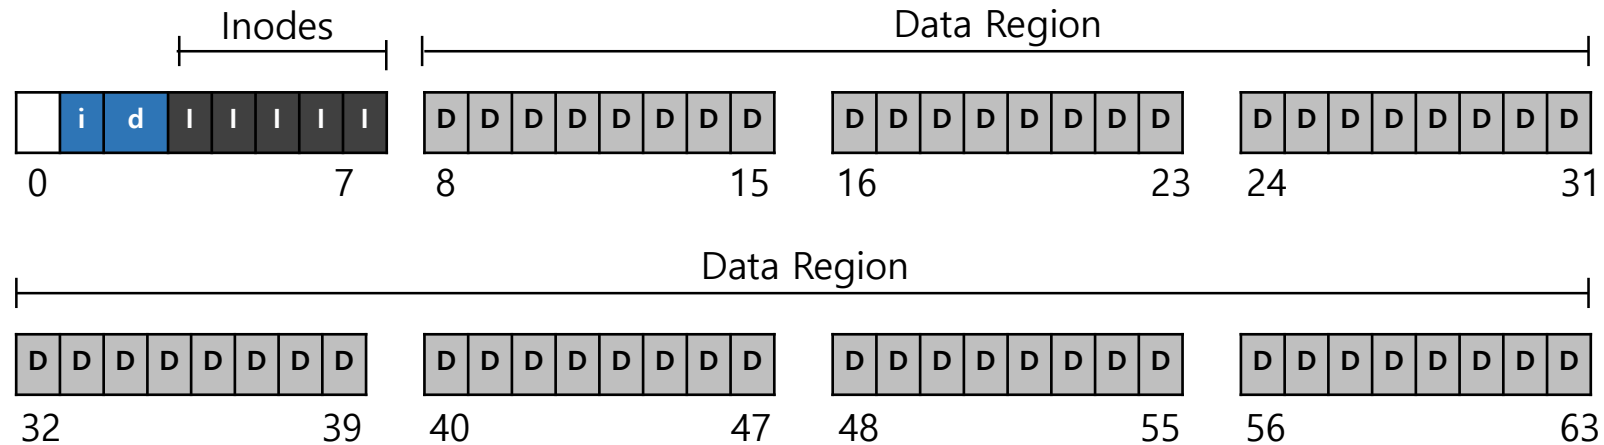 Inodes
Data Region
i d I I I I I D D D D D D D D D D D D D D D D D D D D D D D D
0 7 8 15 16 23 24 31
Data Region
D D D D D D D D D D D D D D D D D D D D D D D D D D D D D D D D
32 39 40 47 48 55 56 63